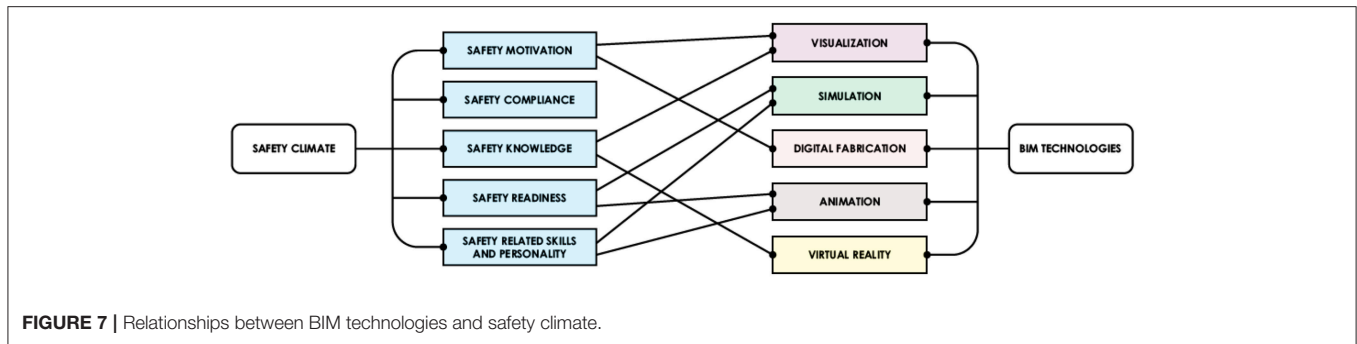 SAFETY CLIMATE
SAFETY MOTIVATION
SAFETY COMPLIANCE
SAFETY KNOWLEDGE
SAFETY READINESS
SAFETY RELATED SKILLS
AND PERSONALITY
VISUALIZATION
SIMULATION
DIGITAL FABRICATION
ANIMATION
VIRTUAL REALITY
BIM TECHNOLOGIES
FIGURE 7 | Relationships between BIM technologies and safety climate.